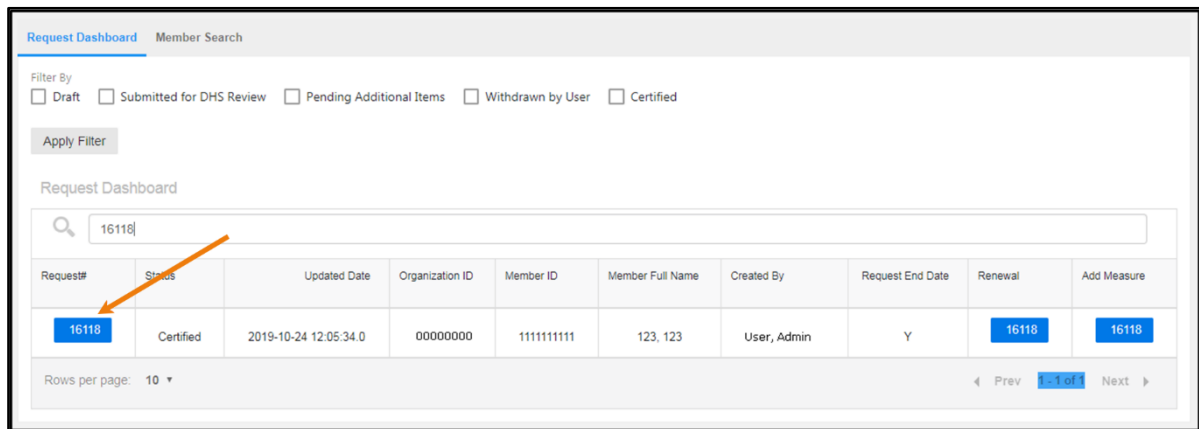 Request Dashboard Member Search
Filter By
Draft Submitted for DHS Review Pending Additional Items Withdrawn by User Certified
Apply Filter
Request Dashboard
16118
Request# Status Updated Date Organization ID Member ID Member Full Name Created By Request End Date Renewal Add Measure
16118 Certified 2019-10-24 12:05:34.0 00000000 1111111111 123, 123 User, Admin Y 16118 16118
Rows per page: 10 Prev 1 - 1 of 1 Next